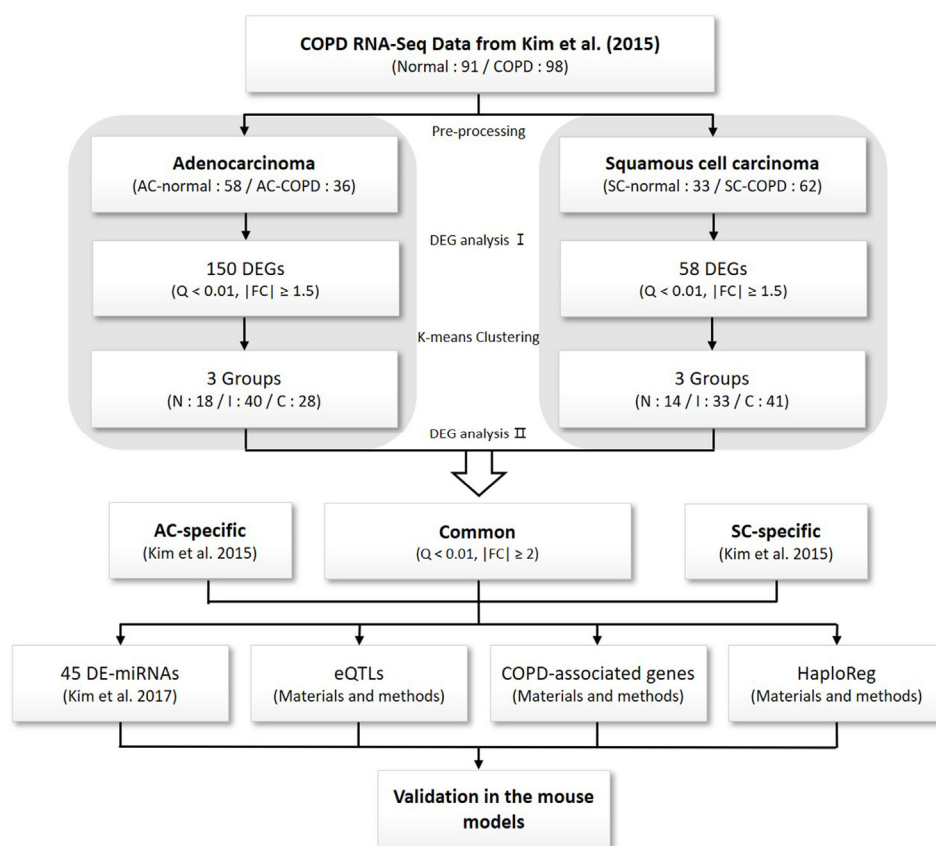 COPD RNA-Seq Data from Kim et al. (2015)
(Normal : 91 / COPD : 98)
Pre-processing
Adenocarcinoma
(AC-normal : 58 / AC-COPD : 36)
Squamous cell carcinoma
(SC-normal : 33 / SC-COPD : 62)
DEG analysis Ⅰ
150 DEGs
(Q < 0.01, |FC| ≥ 1.5)
58 DEGs
(Q < 0.01, |FC| ≥ 1.5)
K-means Clustering
3 Groups
(N : 18 / I : 40 / C : 28)
3 Groups
(N : 14 / I : 33 / C : 41)
DEG analysis Ⅱ
AC-specific
(Kim et al. 2015)
Common
(Q < 0.01, |FC| ≥ 2)
SC-specific
(Kim et al. 2015)
45 DE-miRNAs
(Kim et al. 2017)
eQTLs
(Materials and methods)
COPD-associated genes
(Materials and methods)
HaploReg
(Materials and methods)
Validation in the mouse
models